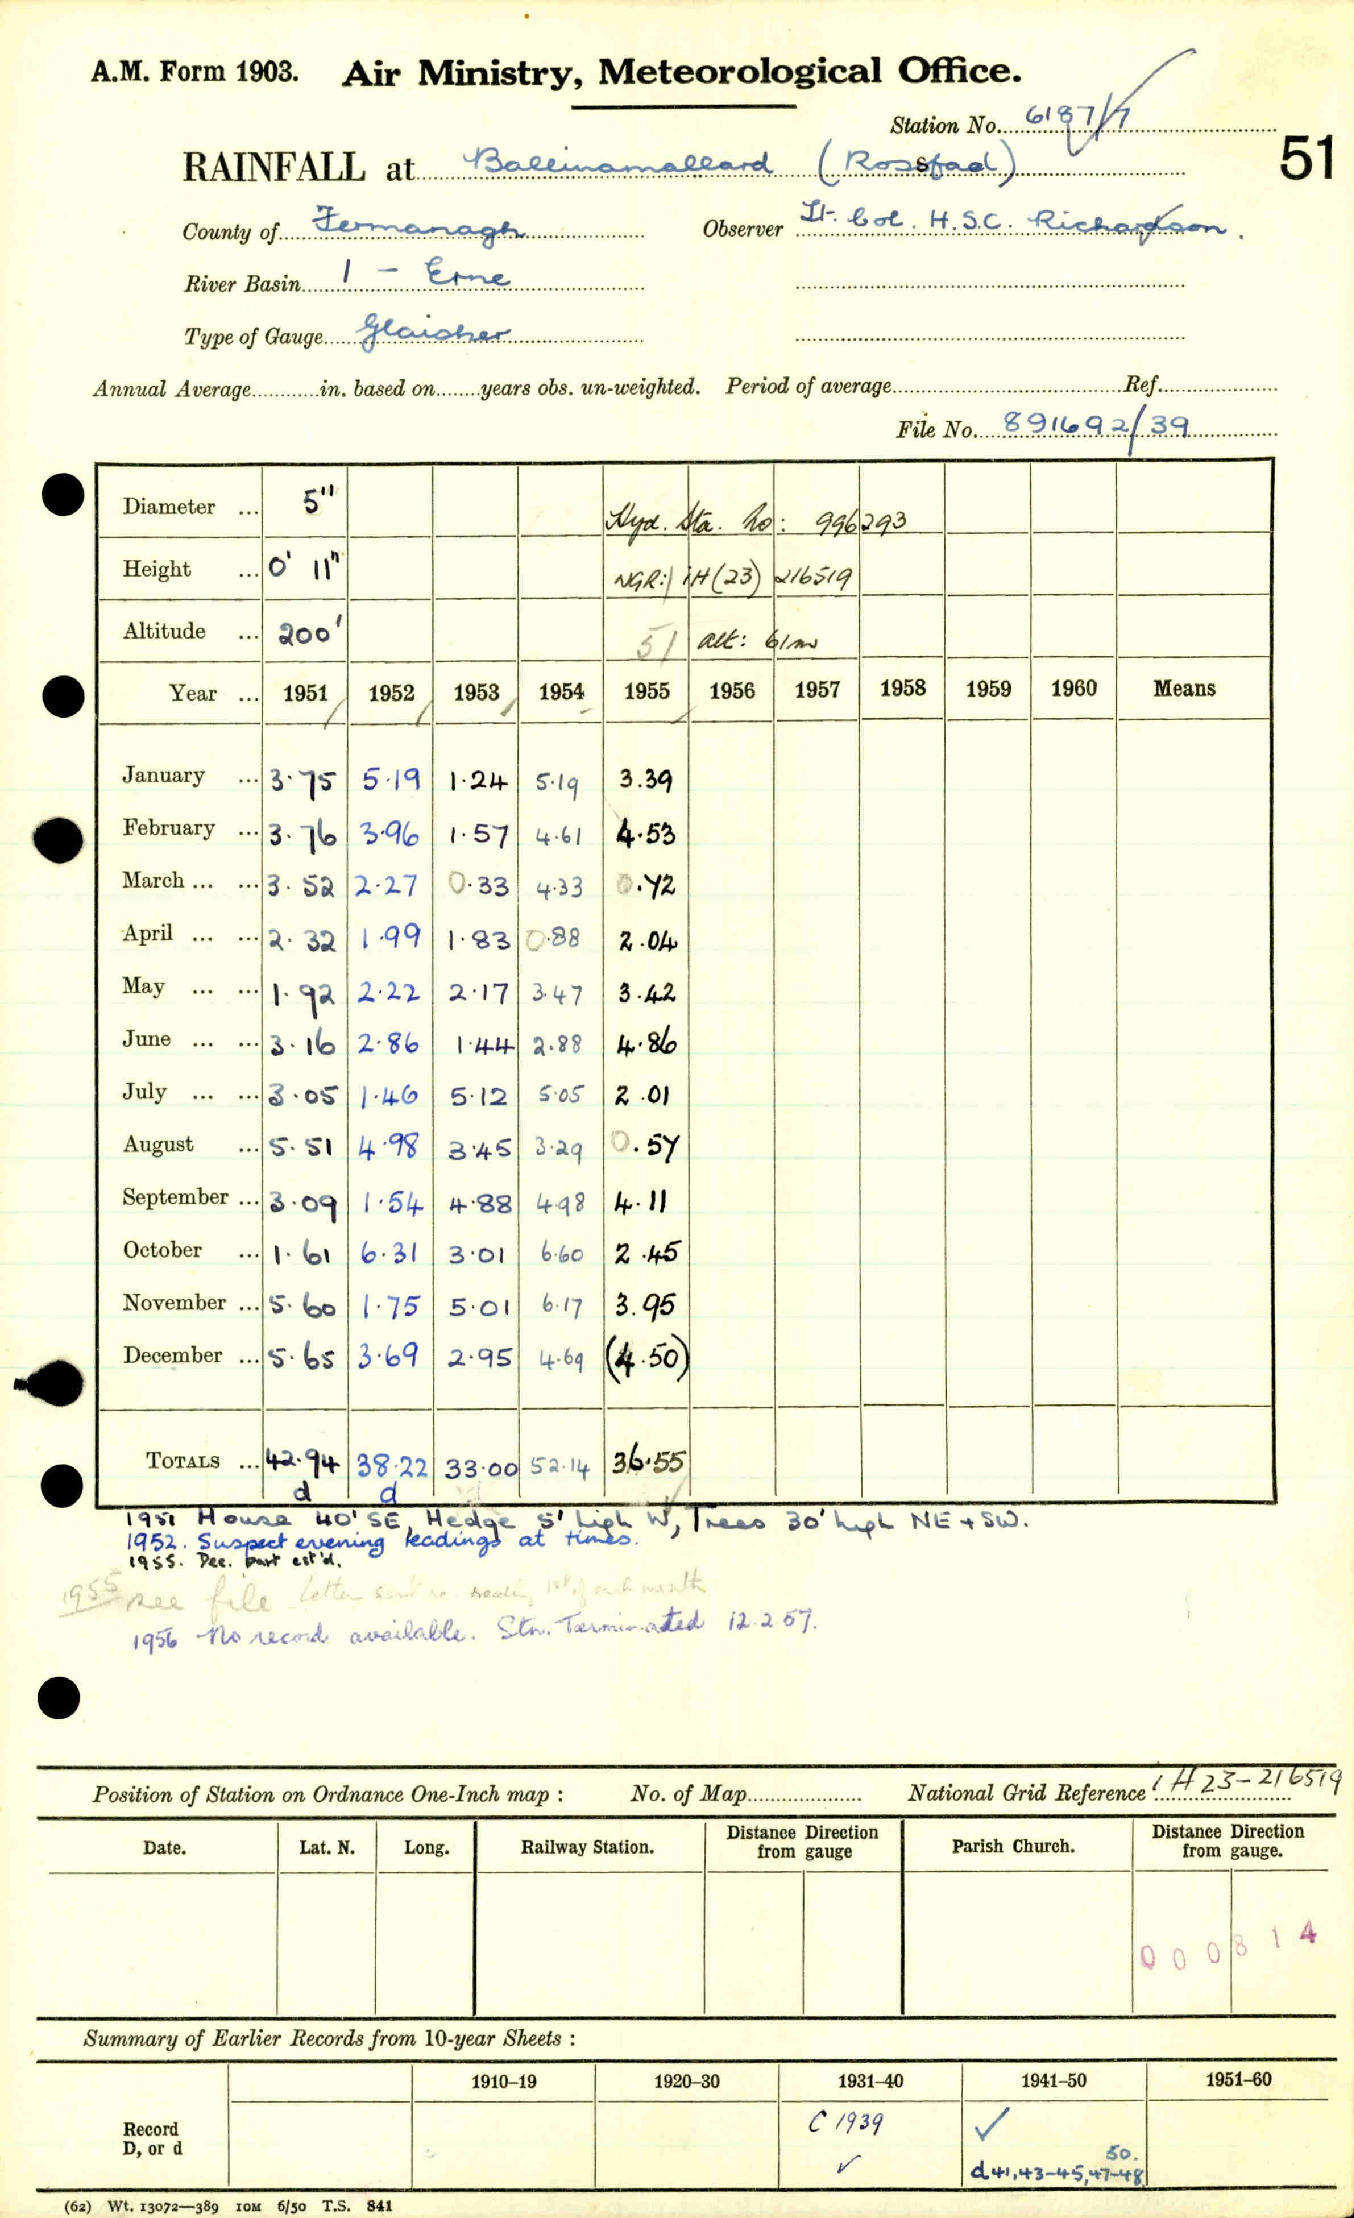 A.M. Form 1903. Air Ministry, Meteorological Office.
Station No. 6187/7
51
RAINFALL at Ballinamallard (Rossfad)
County of Fermanagh Observer Lt. Col. H.S.C. Richardson.
River Basin 1 - Erne
Type of Gauge Glaisher
Annual Average............in. based on........years obs. un-weighted. Period of average............ Ref............
File No. 891692/39
Diameter ... 5" Hyd. Sta. No: 996293
Height ... 0' 11" NGR: IH(23) 216519
Altitude ... 200' 51 alt: 61m
Year ... 1951 1952 1953 1954 1955 1956 1957 1958 1959 1960 Means
January ... 3.75 5.19 1.24 5.19 3.39
February ... 3.76 3.96 1.57 4.61 4.53
March ... ... 3.52 2.27 0.33 4.33 0.72
April ... ... 2.32 1.99 1.83 0.88 2.04
May ... ... 1.92 2.22 2.17 3.47 3.42
June ... ... 3.16 2.86 1.44 2.88 4.86
July ... ... 3.05 1.46 5.12 5.05 2.01
August ... 5.51 4.98 3.45 3.29 0.57
September ... 3.09 1.54 4.88 4.98 4.11
October ... 1.61 6.31 3.01 6.60 2.45
November ... 5.60 1.75 5.01 6.17 3.95
December ... 5.65 3.69 2.95 4.69 (4.50)
TOTALS ... 42.94 38.22 33.00 52.14 36.55
d d
1951 House 40' SE, Hedge 5' high W, Trees 30' high NE + SW.
1952. Suspect evening readings at times.
1955. Dec. part est'd.
1955 see file Letter sent re. reading 1st of each month
1956 No record available. Stn. Terminated 12.2.57.
Position of Station on Ordnance One-Inch map : No. of Map............ National Grid Reference IH23-216519
Date. Lat. N. Long. Railway Station. Distance from Direction gauge Parish Church. Distance from Direction gauge.
000814
Summary of Earlier Records from 10-year Sheets :
1910-19 1920-30 1931-40 1941-50 1951-60
Record D, or d C 1939 ✓ ✓ d 41,43-45,47-48, 50.
(62) Wt. 13072—389 10M 6/50 T.S. 841